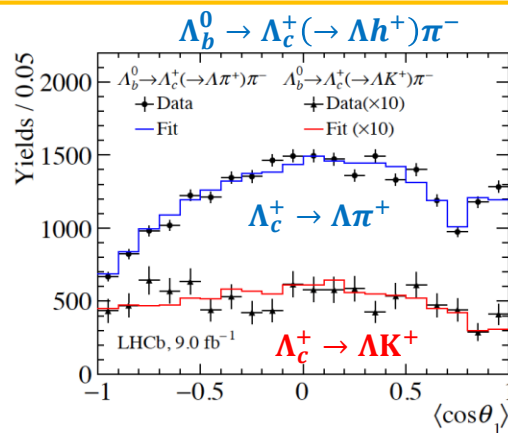 Λ_b^0 → Λ_c^+(→ Λh^+)π^-
Yields / 0.05
2200
1500
1000
500
0
Λ_b^0→Λ_c^+(→Λπ^+)π^- Λ_b^0→Λ_c^+(→ΛK^+)π^-
Data Data(×10)
Fit Fit (×10)
Λ_c^+ → Λπ^+
LHCb, 9.0 fb^-1
Λ_c^+ → ΛK^+
−1 −0.5 0 0.5 1
⟨cosθ_1⟩